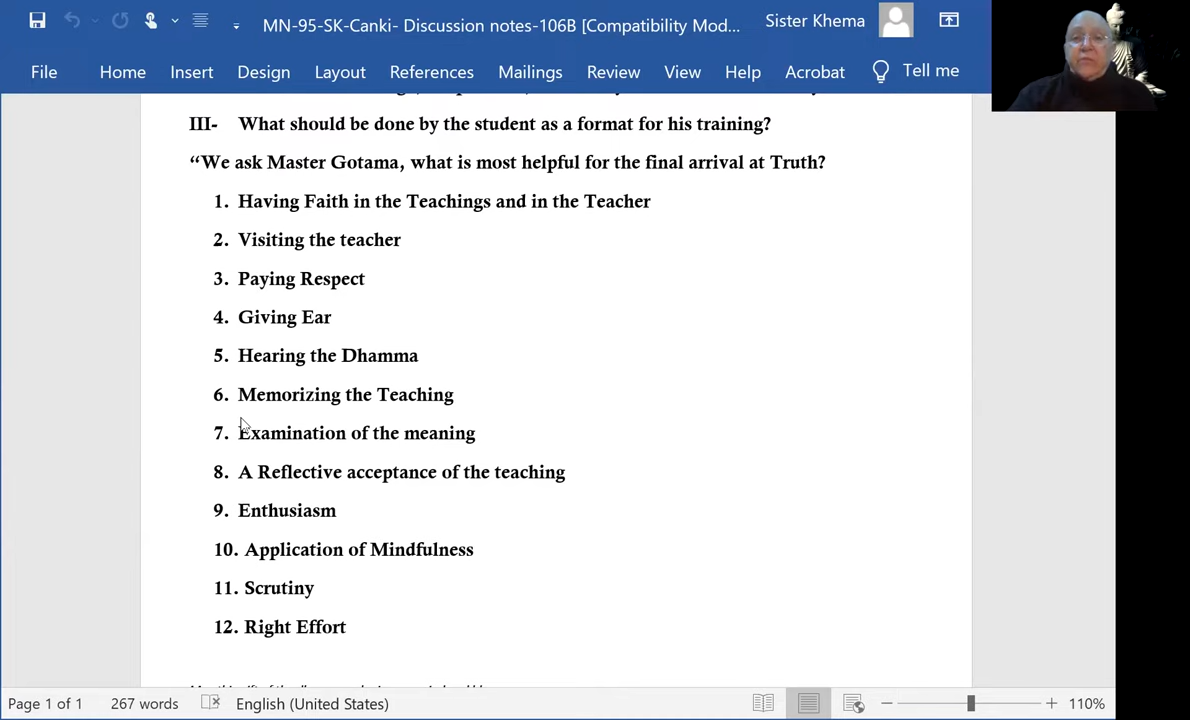 MN-95-SK-Canki- Discussion notes-106B [Compatibility Mod...
Sister Khema
File Home Insert Design Layout References Mailings Review View Help Acrobat Tell me
III- What should be done by the student as a format for his training?
“We ask Master Gotama, what is most helpful for the final arrival at Truth?
1. Having Faith in the Teachings and in the Teacher
2. Visiting the teacher
3. Paying Respect
4. Giving Ear
5. Hearing the Dhamma
6. Memorizing the Teaching
7. Examination of the meaning
8. A Reflective acceptance of the teaching
9. Enthusiasm
10. Application of Mindfulness
11. Scrutiny
12. Right Effort
Page 1 of 1 267 words English (United States) 110%